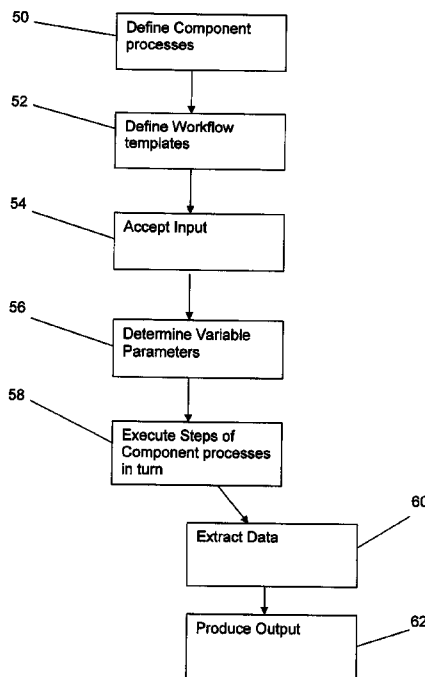 50
Define Component
processes
52
Define Workflow
templates
54
Accept Input
56
Determine Variable
Parameters
58
Execute Steps of
Component processes
in turn
60
Extract Data
62
Produce Output